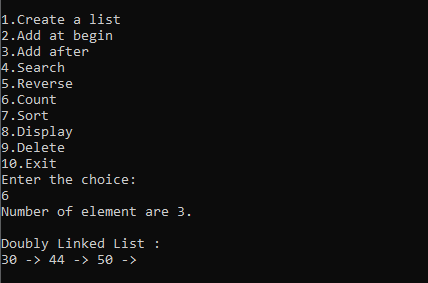 1.Create a list
2.Add at begin
3.Add after
4.Search
5.Reverse
6.Count
7.Sort
8.Display
9.Delete
10.Exit
Enter the choice:
6
Number of element are 3.
Doubly Linked List :
30 -> 44 -> 50 ->